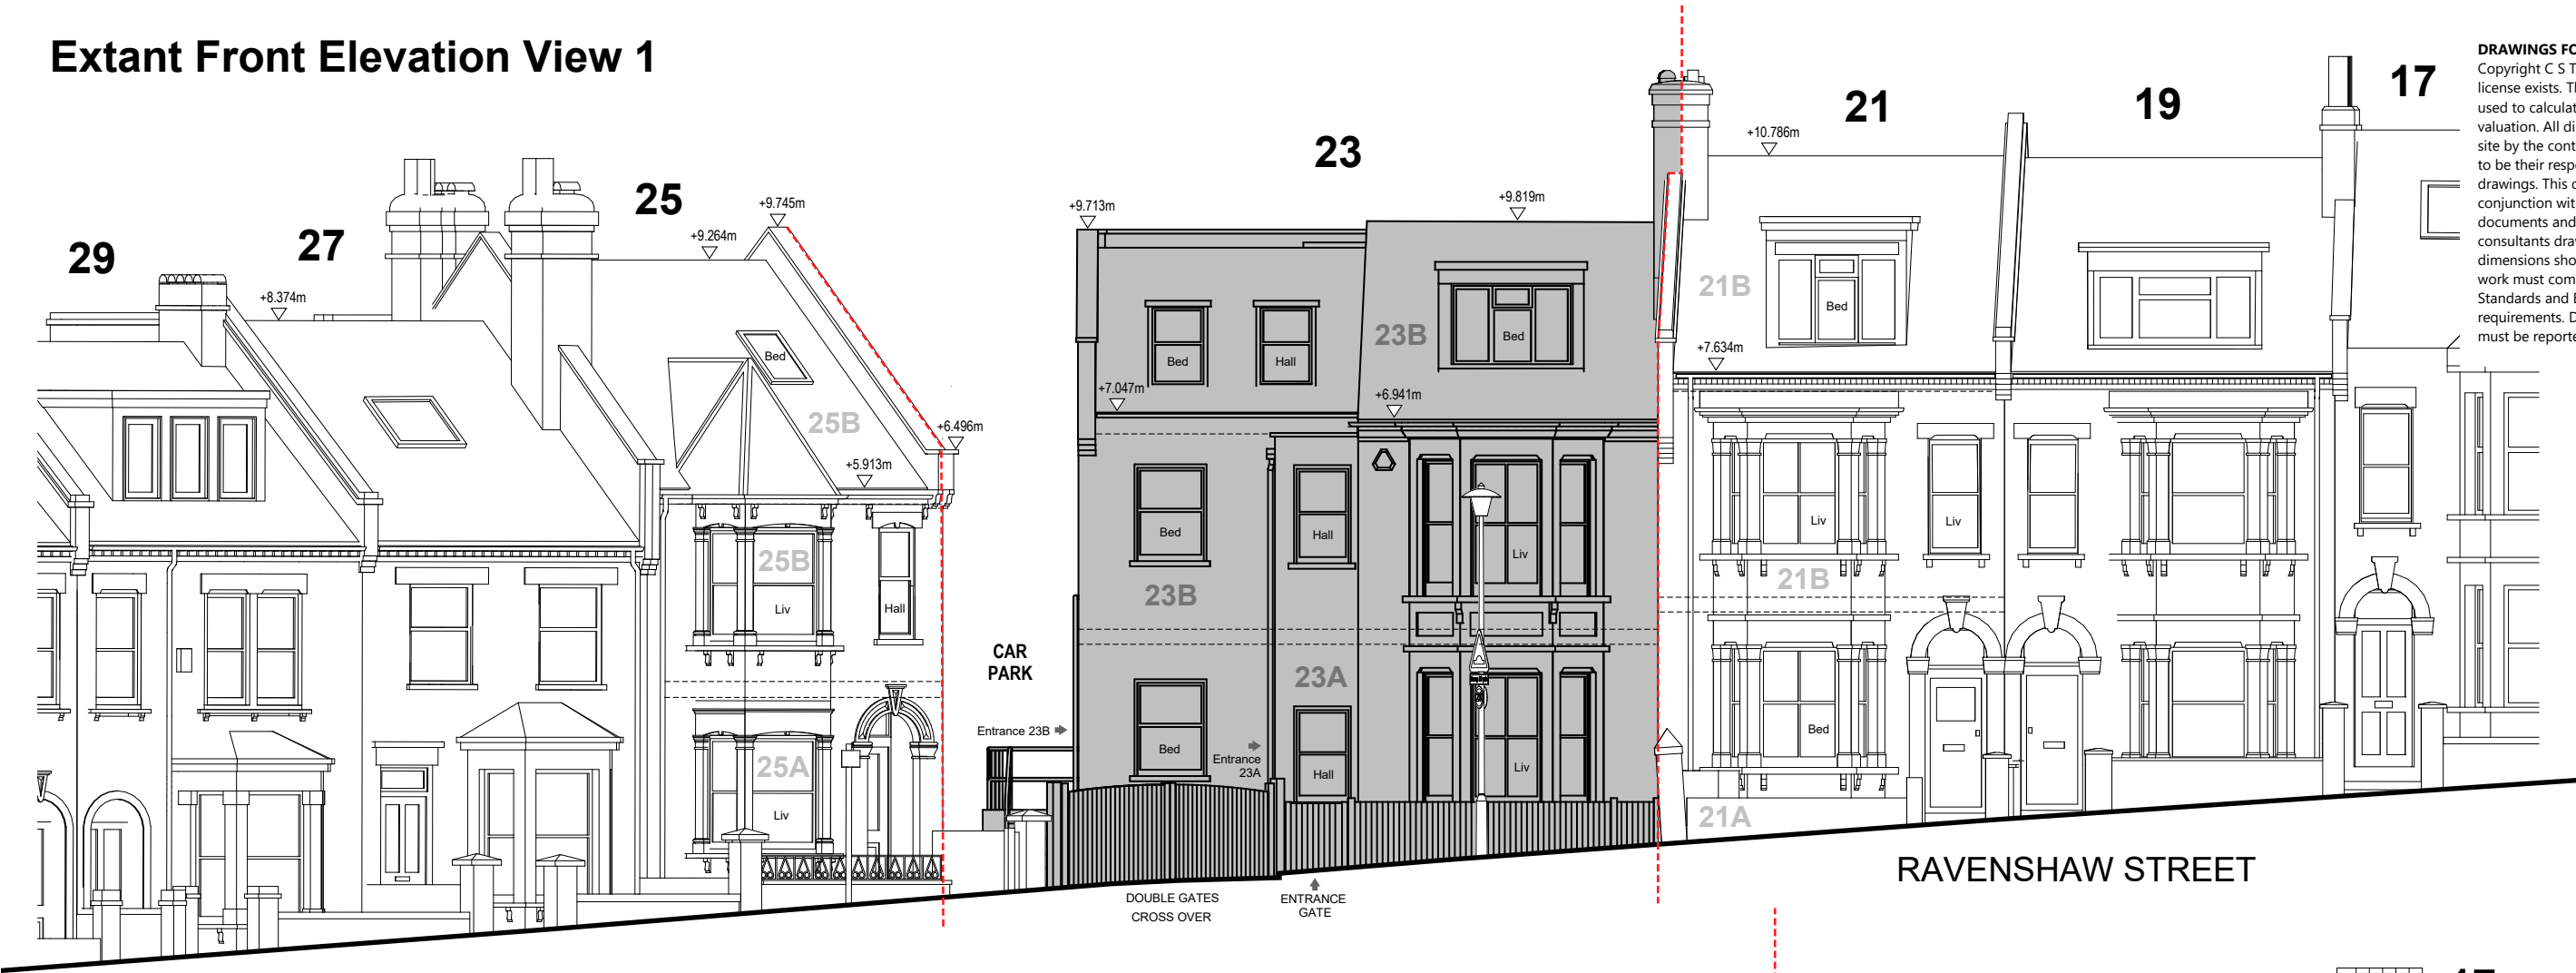 Extant Front Elevation View 1
29
27
25
23
21
19
17
DRAWINGS FO
Copyright C S T
license exists. Th
used to calculat
valuation. All di
site by the cont
to be their resp
drawings. This d
conjunction wit
documents and
consultants dra
dimensions sho
work must com
Standards and B
requirements. D
must be reporte
+8.374m
+9.264m
+9.745m
+6.496m
+5.913m
+9.713m
+9.819m
+7.047m
+6.941m
+10.786m
+7.634m
Bed
25B
25B
Liv
Hall
25A
Liv
CAR
PARK
Entrance 23B
Bed
Hall
23B
Bed
Bed
Hall
Liv
23B
23A
Bed
Entrance
23A
Hall
Liv
21B
Bed
Liv
Liv
21B
Bed
21A
DOUBLE GATES
CROSS OVER
ENTRANCE
GATE
RAVENSHAW STREET